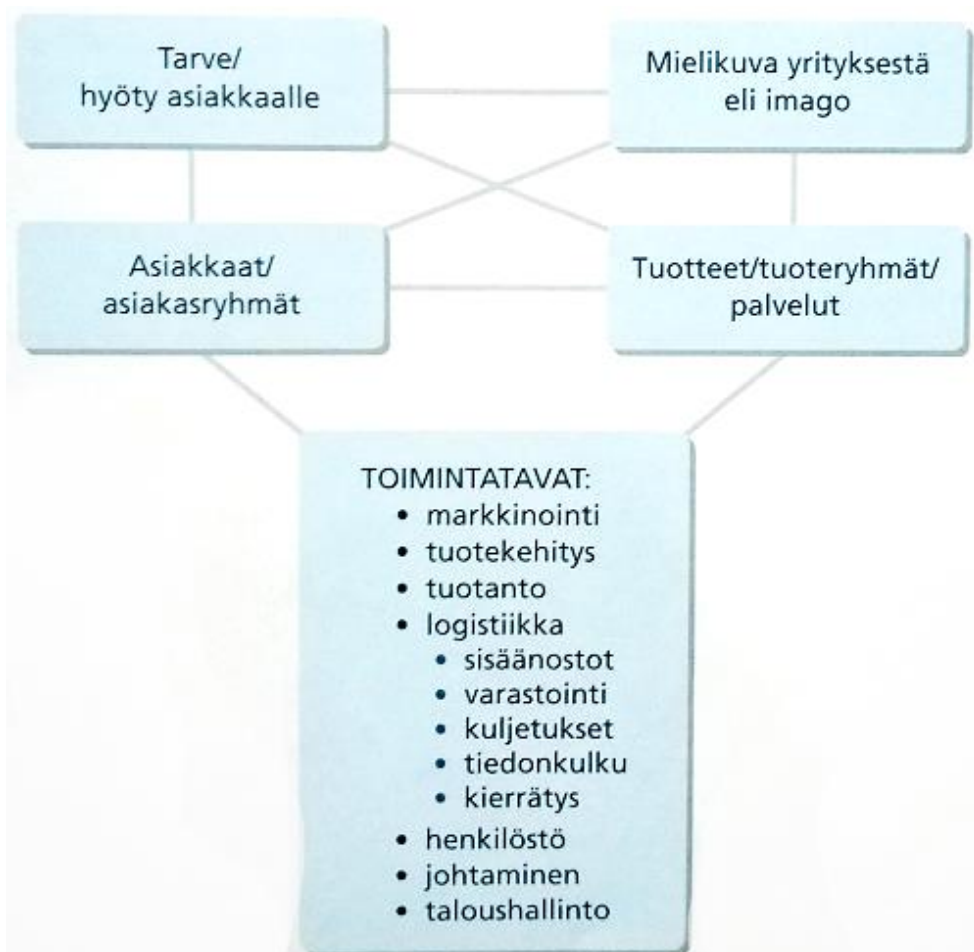 Tarve/
hyöty asiakkaalle
Mielikuva yrityksestä
eli imago
Asiakkaat/
asiakasryhmät
Tuotteet/tuoteryhmät/
palvelut
TOIMINTATAVAT:
• markkinointi
• tuotekehitys
• tuotanto
• logistiikka
• sisäänostot
• varastointi
• kuljetukset
• tiedonkulku
• kierrätys
• henkilöstö
• johtaminen
• taloushallinto